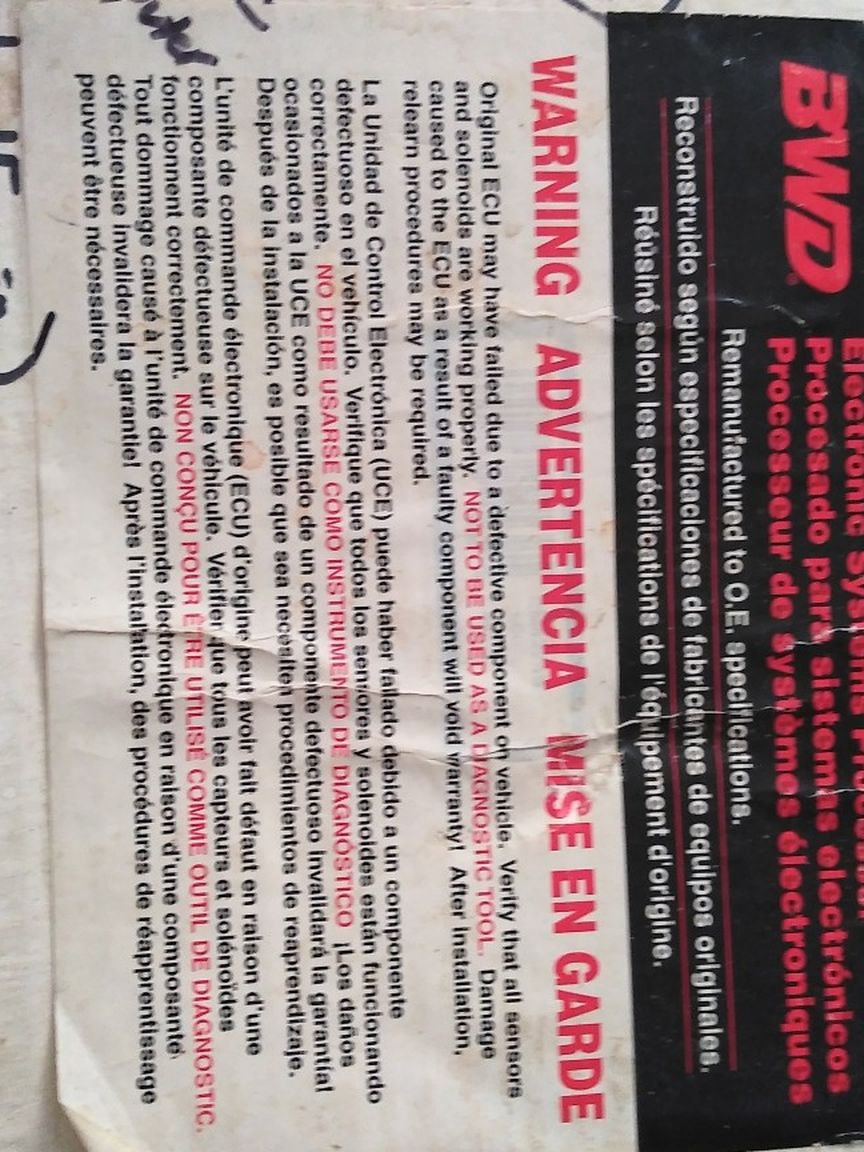 BWD
Electronic Systems
Procesado para sistemas electrónicos
Processeur de systèmes électroniques
Remanufactured to O.E. specifications.
Reconstruido según especificaciones de fabricantes de equipos originales.
Réusiné selon les spécifications de l'équipement d'origine.
WARNING ADVERTENCIA MISE EN GARDE
Original ECU may have failed due to a defective component on vehicle. Verify that all sensors
and solenoids are working properly. NOT TO BE USED AS A DIAGNOSTIC TOOL. Damage
caused to the ECU as a result of a faulty component will void warranty! After installation,
relearn procedures may be required.
La Unidad de Control Electrónica (UCE) puede haber falado debido a un componente
defectuoso en el vehículo. Verifique que todos los sensores y solenoides están funcionando
correctamente. NO DEBE USARSE COMO INSTRUMENTO DE DIAGNÓSTICO ¡Los daños
ocasionados a la UCE como resultado de un componente defectuoso invalidará la garantía!
Después de la instalación, es posible que sea necesiten procedimientos de reaprendizaje.
L'unité de commande électronique (ECU) d'origine peut avoir fait défaut en raison d'une
composante défectueuse sur le véhicule. Vérifier que tous les capteurs et solénoïdes
fonctionnent correctement. NON CONÇU POUR ÊTRE UTILISÉ COMME OUTIL DE DIAGNOSTIC.
Tout dommage causé à l'unité de commande électronique en raison d'une composante
défectueuse invalidera la garantie! Après l'installation, des procédures de réapprentissage
peuvent être nécessaires.